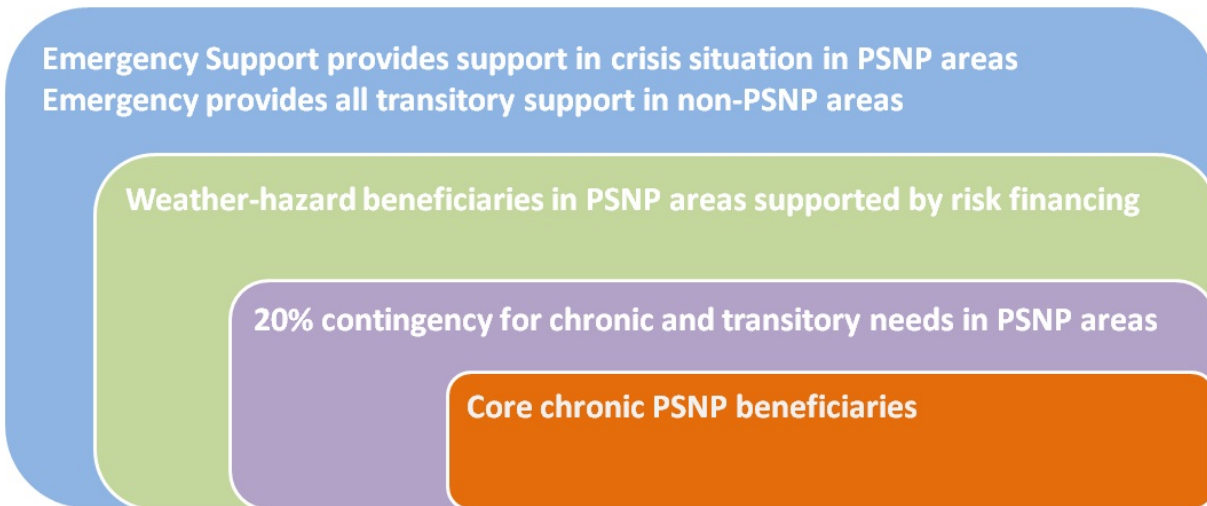 Emergency Support provides support in crisis situation in PSNP areas
Emergency provides all transitory support in non-PSNP areas
Weather-hazard beneficiaries in PSNP areas supported by risk financing
20% contingency for chronic and transitory needs in PSNP areas
Core chronic PSNP beneficiaries